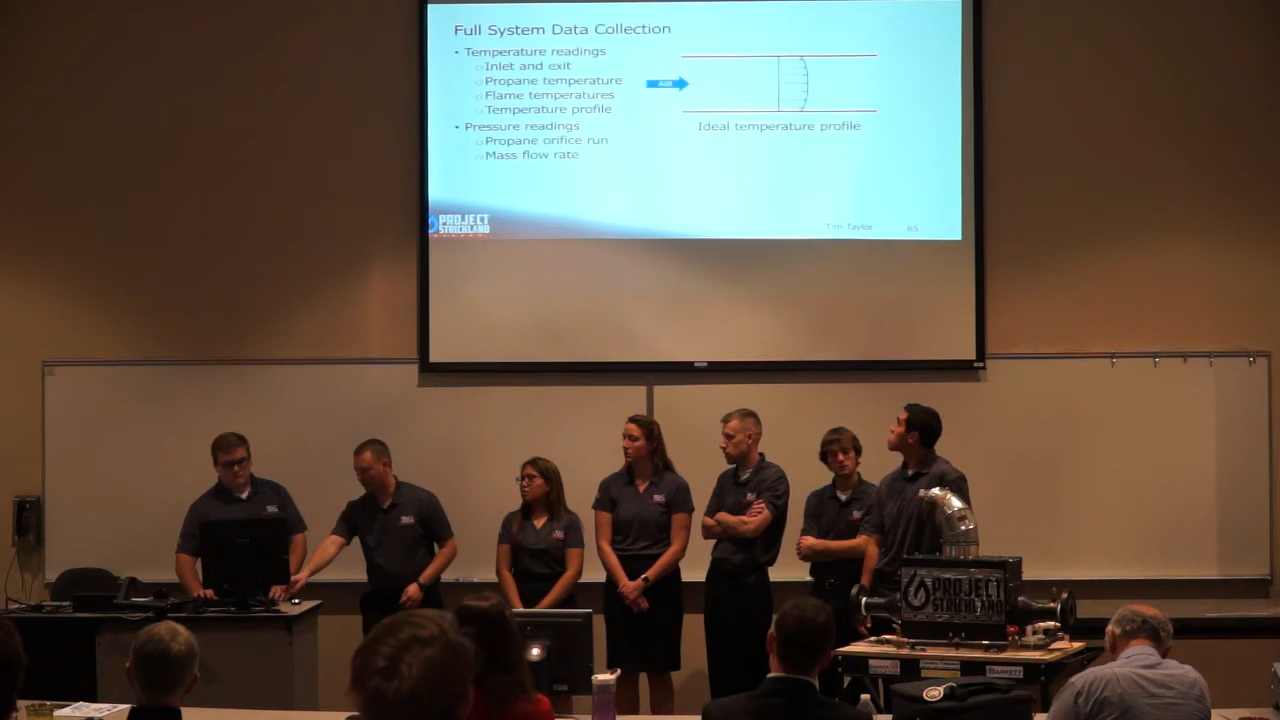 Full System Data Collection
• Temperature readings
○ Inlet and exit
○ Propane temperature
○ Flame temperatures
○ Temperature profile
• Pressure readings
○ Propane orifice run
○ Mass flow rate
AIR
Ideal temperature profile
PROJECT
STRICKLAND
Tim Taylor 65
PROJECT
STRICKLAND
BARRETT